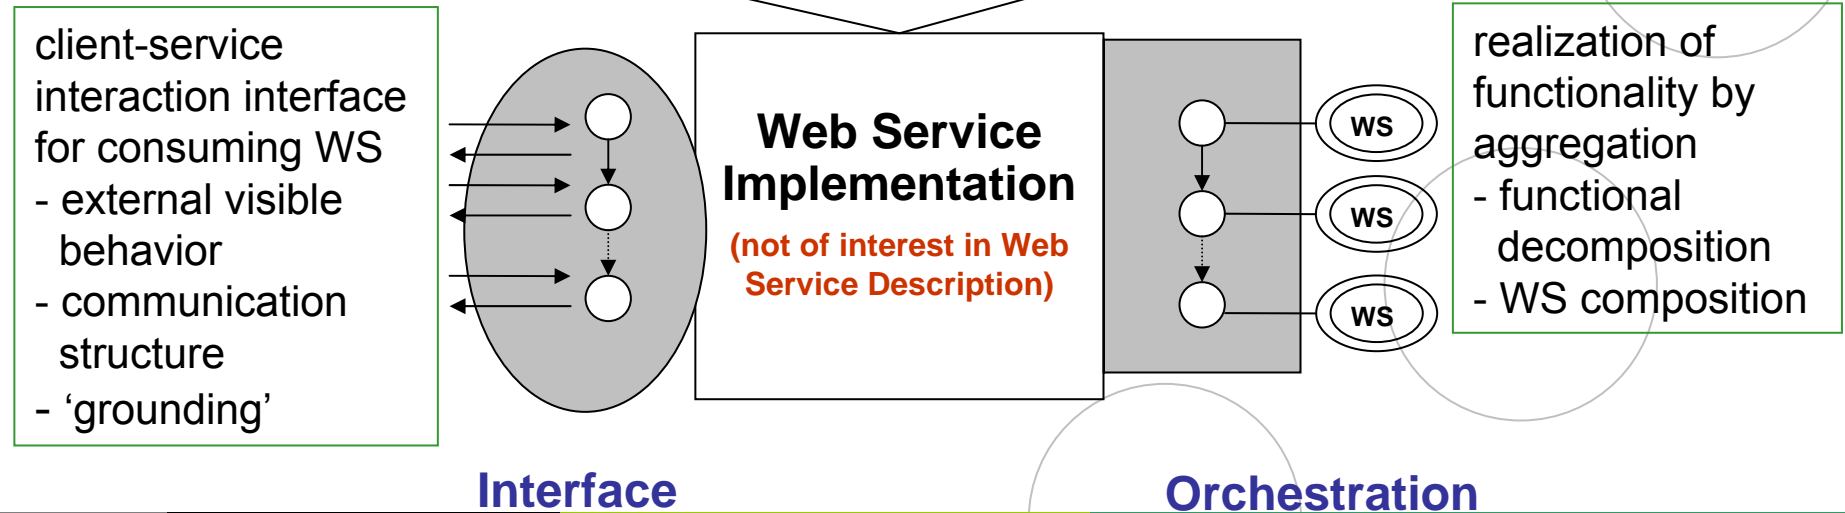 client-service
interaction interface
for consuming WS
- external visible
behavior
- communication
structure
- ‘grounding’
Web Service
Implementation
(not of interest in Web
Service Description)
WS
WS
WS
realization of
functionality by
aggregation
- functional
decomposition
- WS composition
Interface
Orchestration